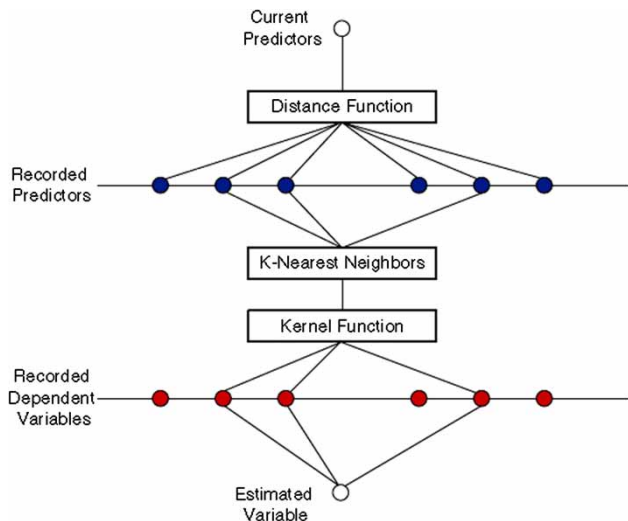 Current
Predictors
Distance Function
Recorded
Predictors
K-Nearest Neighbors
Kernel Function
Recorded
Dependent
Variables
Estimated
Variable